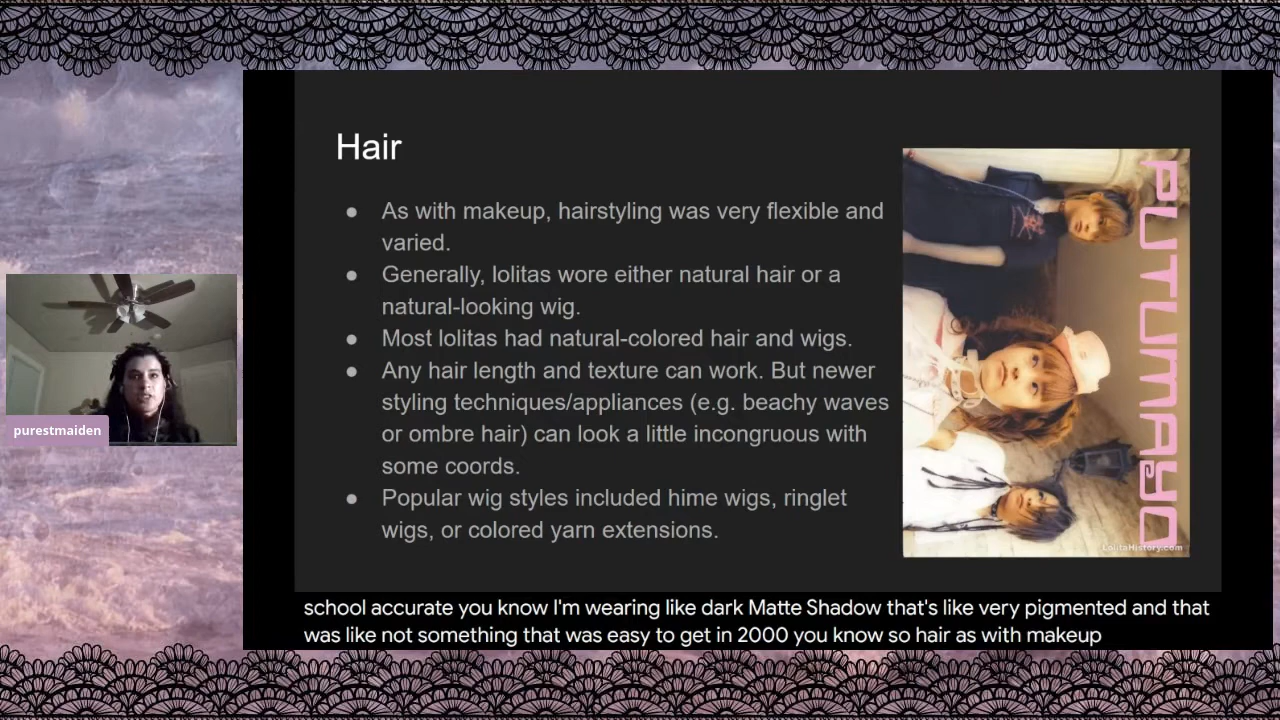 Hair
● As with makeup, hairstyling was very flexible and
varied.
● Generally, lolitas wore either natural hair or a
natural-looking wig.
● Most lolitas had natural-colored hair and wigs.
● Any hair length and texture can work. But newer
styling techniques/appliances (e.g. beachy waves
or ombre hair) can look a little incongruous with
some coords.
● Popular wig styles included hime wigs, ringlet
wigs, or colored yarn extensions.
PUTUMAYO
LolitaHistory.com
purestmaiden
school accurate you know I'm wearing like dark Matte Shadow that's like very pigmented and that
was like not something that was easy to get in 2000 you know so hair as with makeup